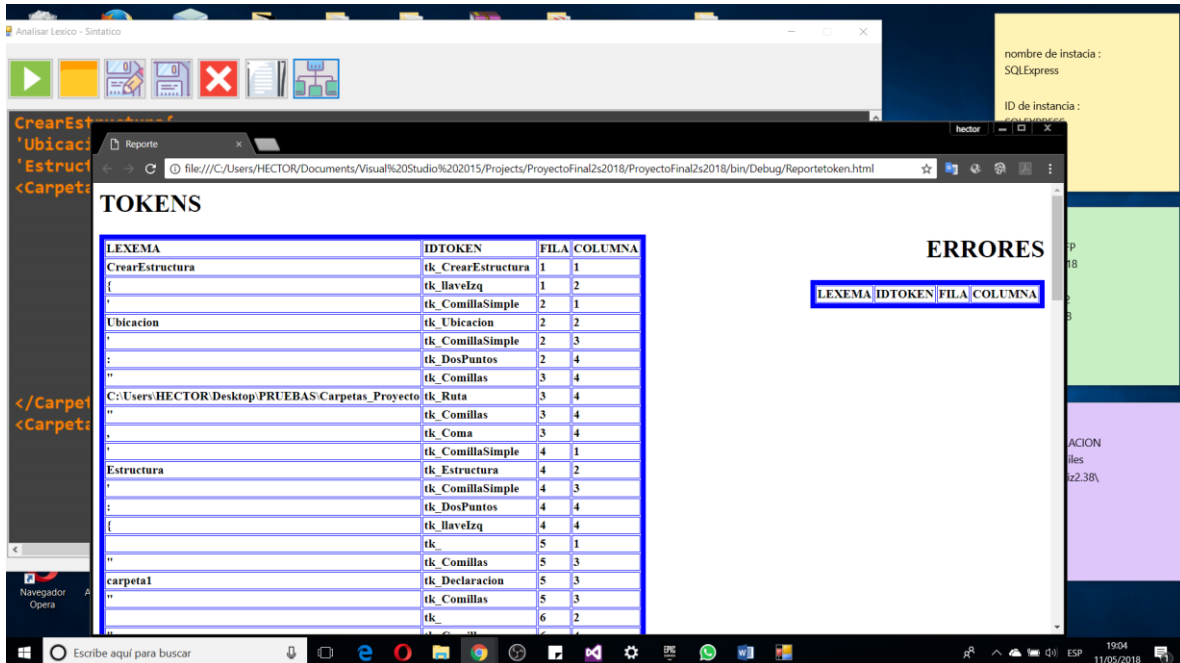 Analisar Lexico - Sintatico
nombre de instacia :
SQLExpress
ID de instancia :
'Estruct
<Carpeta
</Carpet
<Carpeta
Reporte
hector
file:///C:/Users/HECTOR/Documents/Visual%20Studio%202015/Projects/ProyectoFinal2s2018/ProyectoFinal2s2018/bin/Debug/Reportetoken.html
TOKENS
LEXEMA IDTOKEN FILA COLUMNA
CrearEstructura tk_CrearEstructura 1 1
{ tk_llaveIzq 1 2
' tk_ComillaSimple 2 1
Ubicacion tk_Ubicacion 2 2
' tk_ComillaSimple 2 3
: tk_DosPuntos 2 4
" tk_Comillas 3 4
C:\Users\HECTOR\Desktop\PRUEBAS\Carpetas_Proyecto tk_Ruta 3 4
" tk_Comillas 3 4
, tk_Coma 3 4
' tk_ComillaSimple 4 1
Estructura tk_Estructura 4 2
' tk_ComillaSimple 4 3
: tk_DosPuntos 4 4
{ tk_llaveIzq 4 4
tk_ 5 1
" tk_Comillas 5 3
carpeta1 tk_Declaracion 5 3
" tk_Comillas 5 3
tk_ 6 2
ERRORES
LEXEMA IDTOKEN FILA COLUMNA
FP
18
ACION
iles
iz2.38\
Navegador
Opera
Escribe aquí para buscar
ESP
19:04
11/05/2018